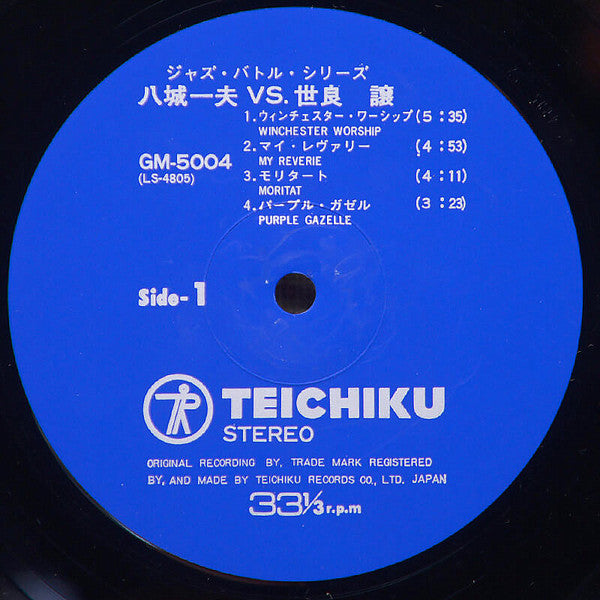 ジャズ・バトル・シリーズ
八城一夫 VS. 世良 譲
1.ウィンチェスター・ワーシップ(5:35)
WINCHESTER WORSHIP
2.マイ・レヴァリー (4:53)
GM-5004
MY REVERIE
(LS-4805)
3.モリタート (4:11)
MORITAT
4.パープル・ガゼル (3:23)
PURPLE GAZELLE
Side-1
TEICHIKU
STEREO
ORIGINAL RECORDING BY, TRADE MARK REGISTERED
BY, AND MADE BY TEICHIKU RECORDS CO., LTD. JAPAN
33 1/3 r.p.m